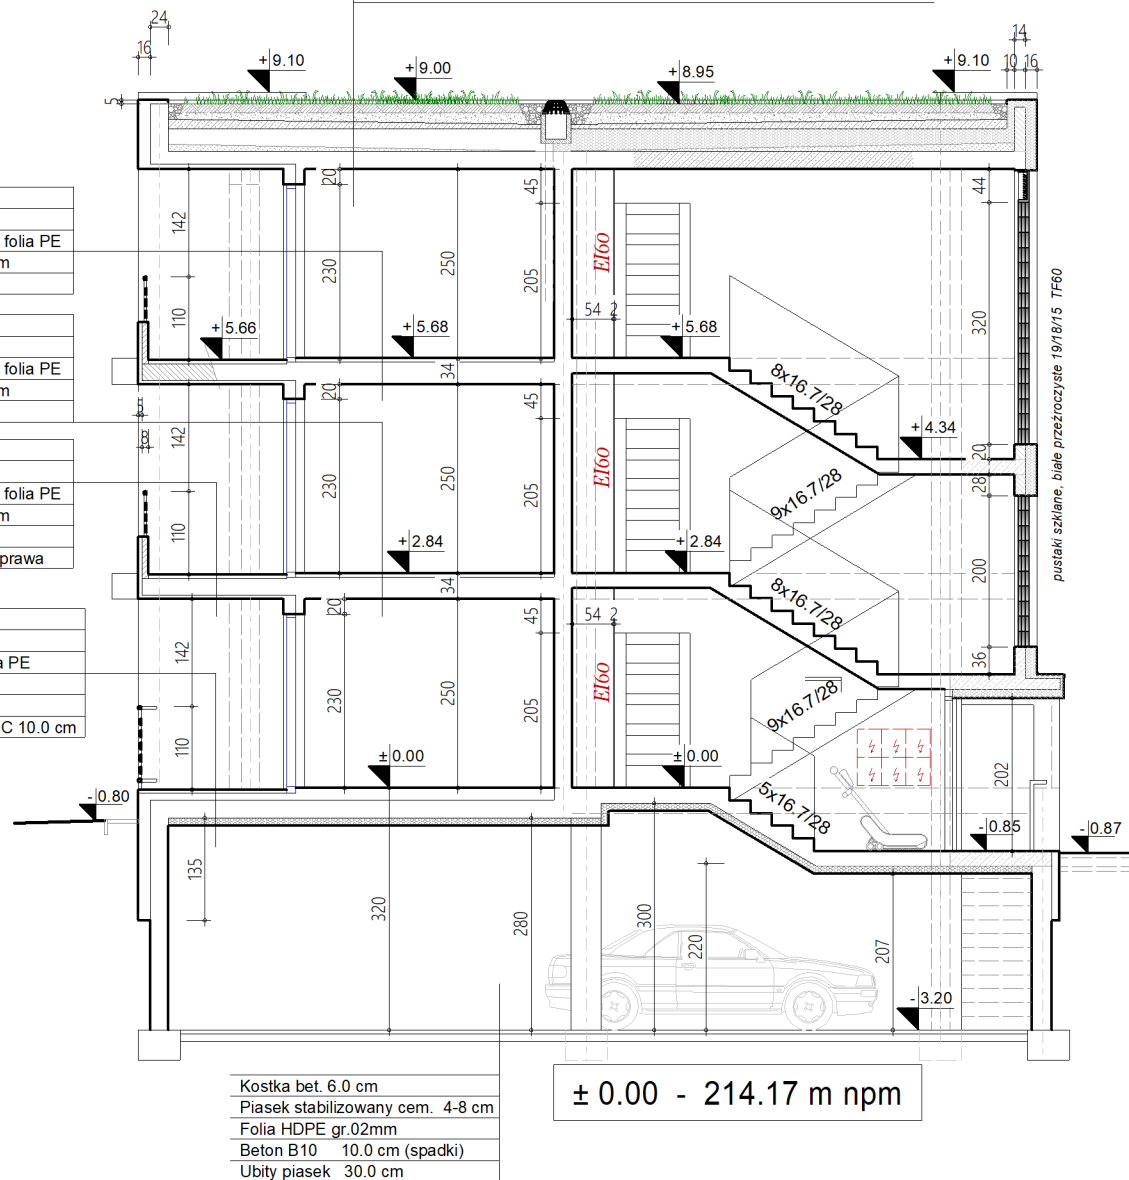 24
16
14
10 16
+ 9.10
+ 9.00
+ 8.95
+ 9.10
5
folia PE
m
142
110
20
230
250
45
205
EI60
54 2
44
320
pustaki szklane, białe przeźroczyste 19/18/15 TF60
+ 5.66
+ 5.68
+ 5.68
34
20
folia PE
m
5
8
142
110
230
250
45
205
EI60
8x16.7/28
+ 4.34
20
28
9x16.7/28
200
folia PE
m
prawa
+ 2.84
+ 2.84
34
20
45
54 2
8x16.7/28
36
a PE
C 10.0 cm
142
110
230
250
205
EI60
9x16.7/28
± 0.00
± 0.00
5x16.7/28
202
- 0.80
- 0.85
- 0.87
135
320
280
300
220
207
- 3.20
Kostka bet. 6.0 cm
Piasek stabilizowany cem. 4-8 cm
Folia HDPE gr.02mm
Beton B10 10.0 cm (spadki)
Ubity piasek 30.0 cm
± 0.00 - 214.17 m npm